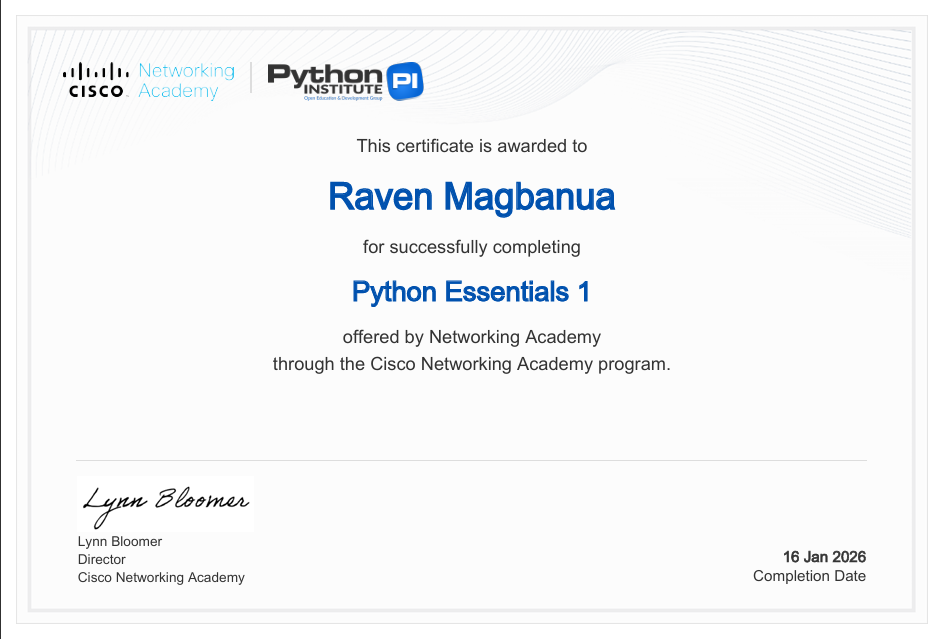 CISCO
Networking
Academy
Python
INSTITUTE
Open Education & Development Group
PI
This certificate is awarded to
Raven Magbanua
for successfully completing
Python Essentials 1
offered by Networking Academy
through the Cisco Networking Academy program.
Lynn Bloomer
Lynn Bloomer
Director
Cisco Networking Academy
16 Jan 2026
Completion Date